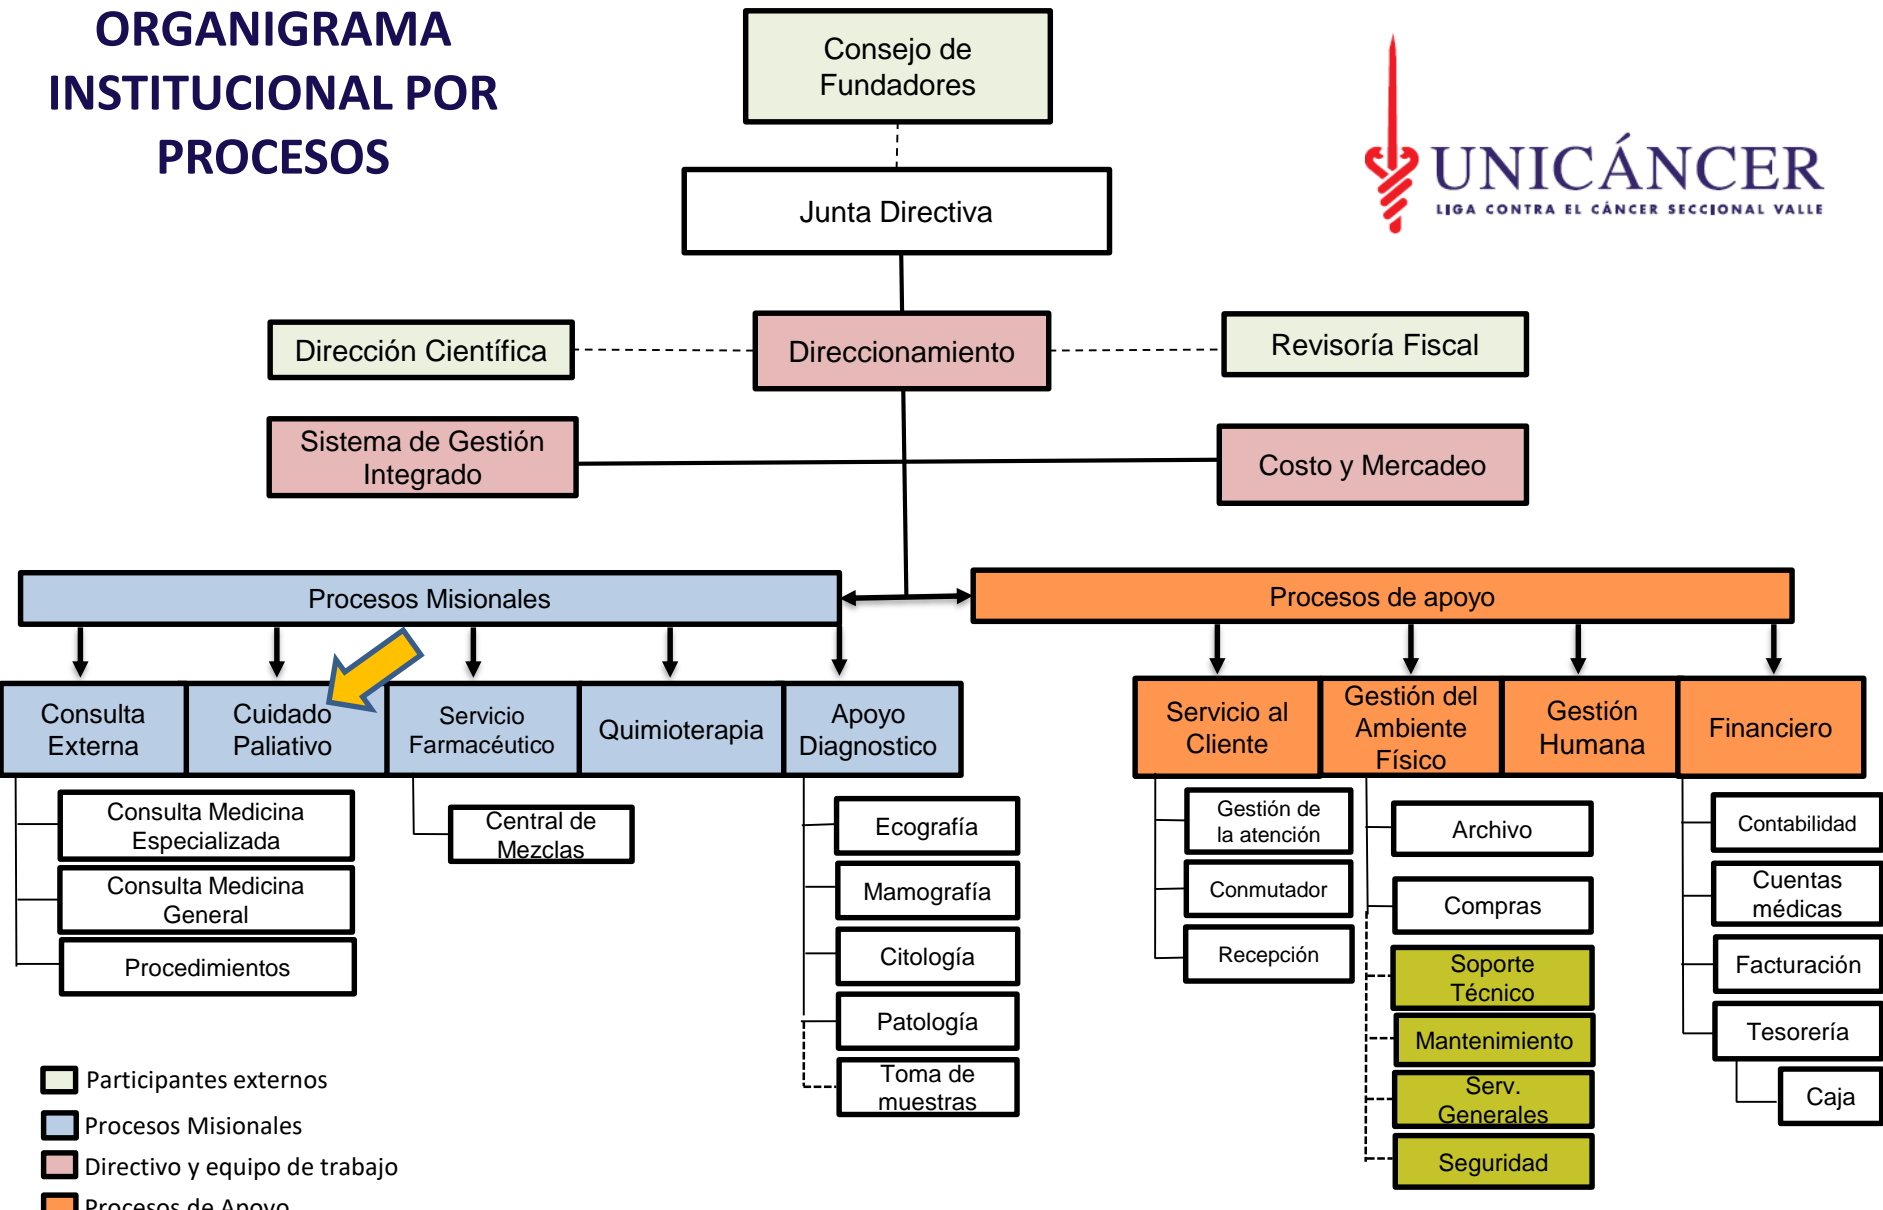 ORGANIGRAMA
INSTITUCIONAL POR
PROCESOS
Consejo de
Fundadores
UNICÁNCER
LIGA CONTRA EL CÁNCER SECCIONAL VALLE
Junta Directiva
Dirección Científica
Direccionamiento
Revisoría Fiscal
Sistema de Gestión
Integrado
Costo y Mercadeo
Procesos Misionales
Procesos de apoyo
Consulta
Externa
Cuidado
Paliativo
Servicio
Farmacéutico
Quimioterapia
Apoyo
Diagnostico
Servicio al
Cliente
Gestión del
Ambiente
Físico
Gestión
Humana
Financiero
Consulta Medicina
Especializada
Consulta Medicina
General
Procedimientos
Central de
Mezclas
Ecografía
Mamografía
Citología
Patología
Toma de
muestras
Gestión de
la atención
Conmutador
Recepción
Archivo
Compras
Soporte
Técnico
Mantenimiento
Serv.
Generales
Seguridad
Contabilidad
Cuentas
médicas
Facturación
Tesorería
Caja
Participantes externos
Procesos Misionales
Directivo y equipo de trabajo
Procesos de Apoyo